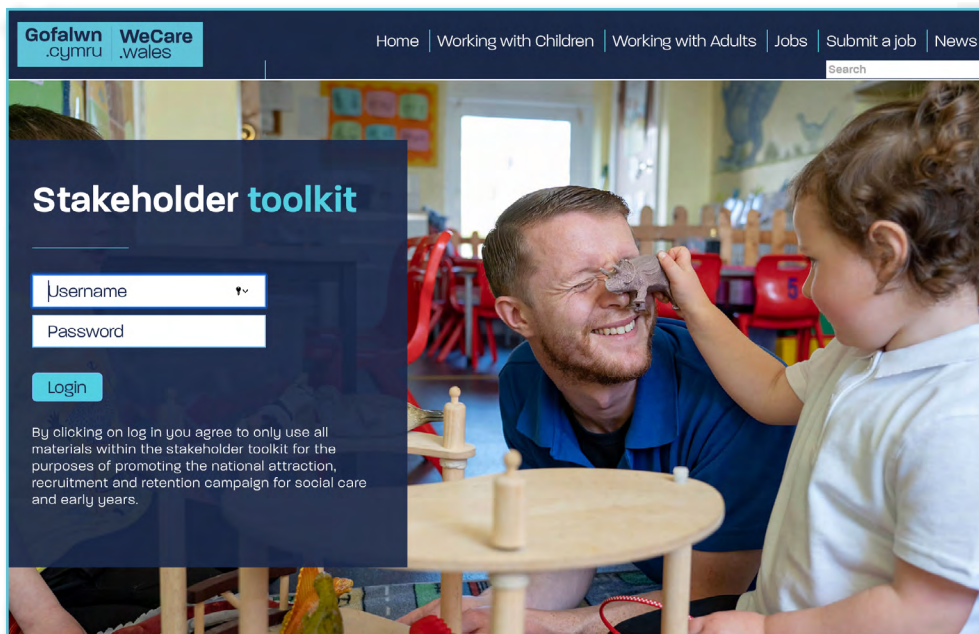 Gofalwn WeCare
.cymru .wales
Home Working with Children Working with Adults Jobs Submit a job News
Search
Stakeholder toolkit
Username
Password
Login
By clicking on log in you agree to only use all
materials within the stakeholder toolkit for the
purposes of promoting the national attraction,
recruitment and retention campaign for social care
and early years.
5